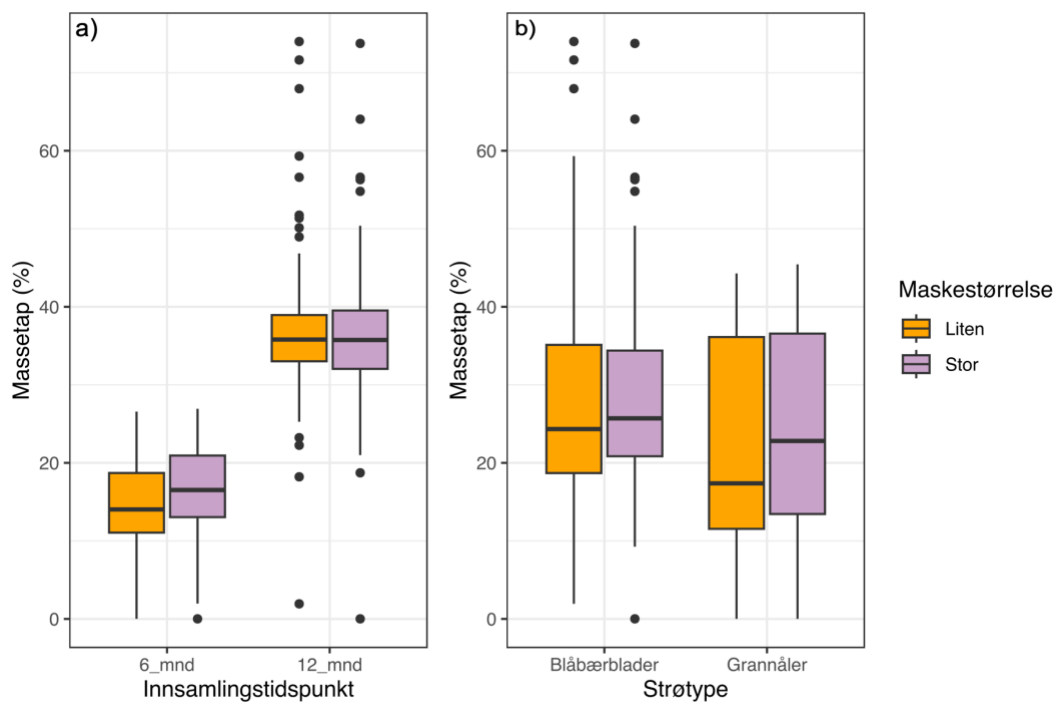 a)
60
40
20
0
Massetap (%)
6_mnd
12_mnd
Innsamlingstidspunkt
b)
60
40
20
0
Massetap (%)
Blåbærblader
Grannåler
Strøtype
Maskestørrelse
Liten
Stor